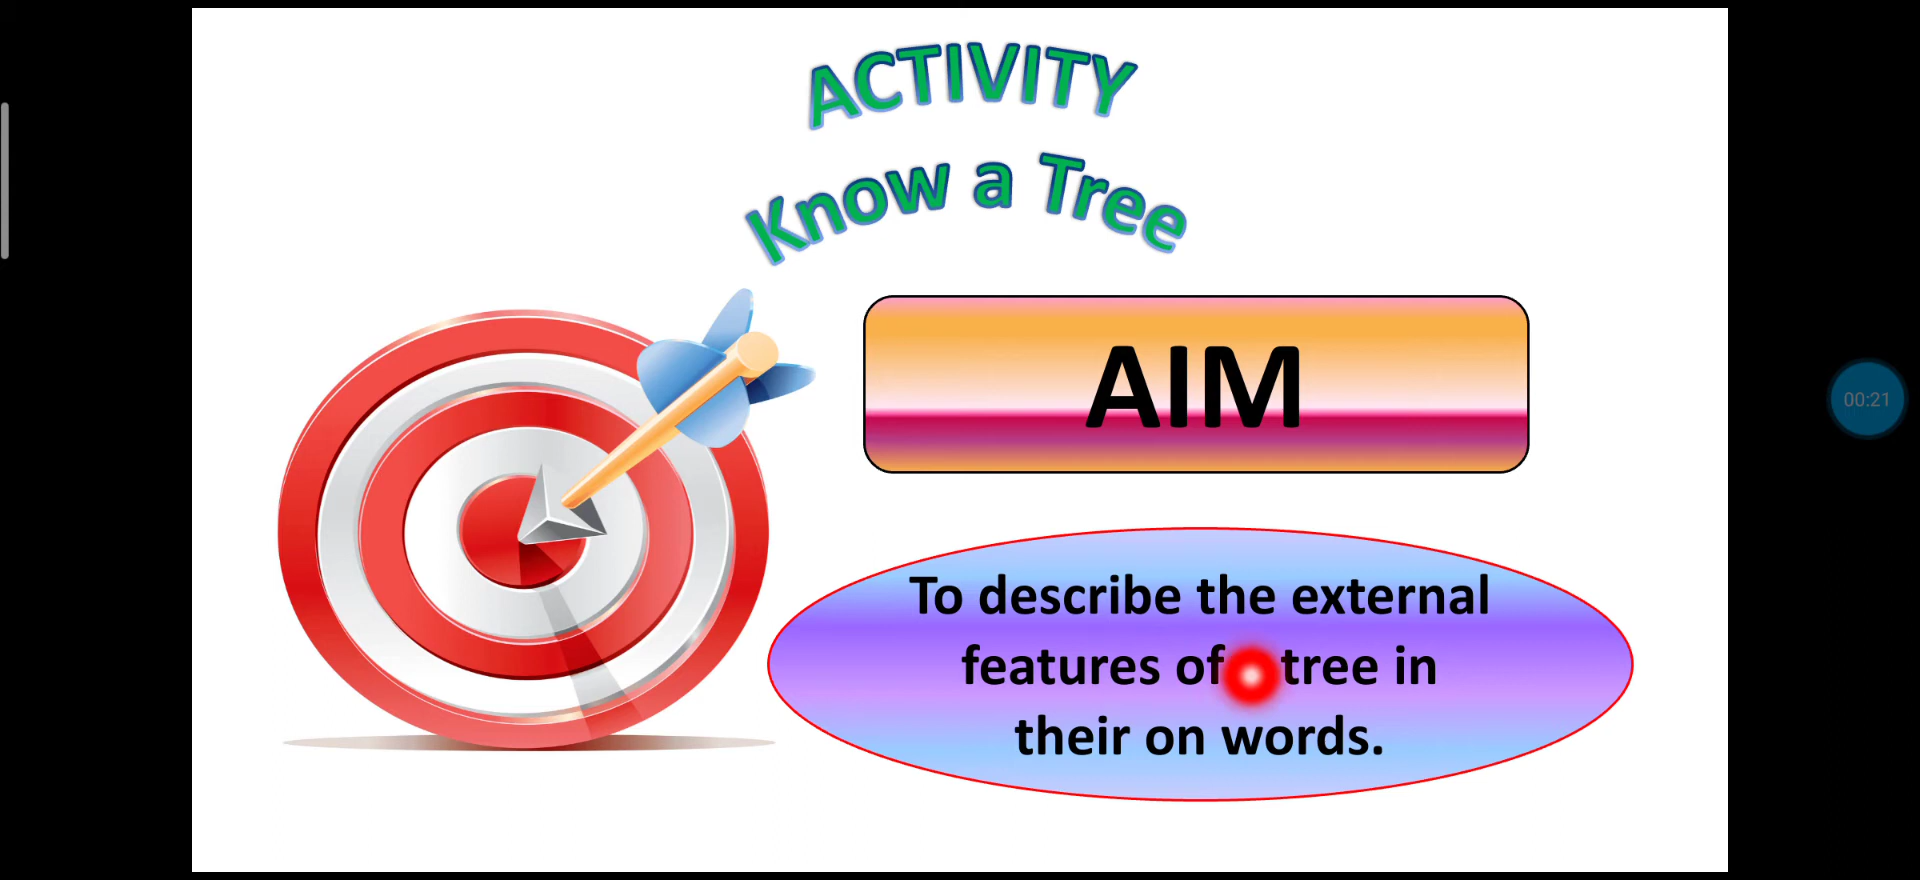 ACTIVITY
Know a Tree
AIM
To describe the external
features of tree in
their on words.
00:21